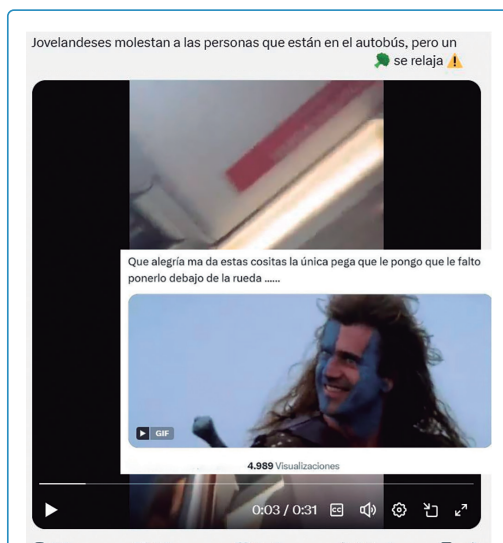 Jovelandeses molestan a las personas que están en el autobús, pero un
🥦 se relaja ⚠️
Que alegría ma da estas cositas la única pega que le pongo que le falto
ponerlo debajo de la rueda ......
GIF
4.989 Visualizaciones
0:03 / 0:31
CC